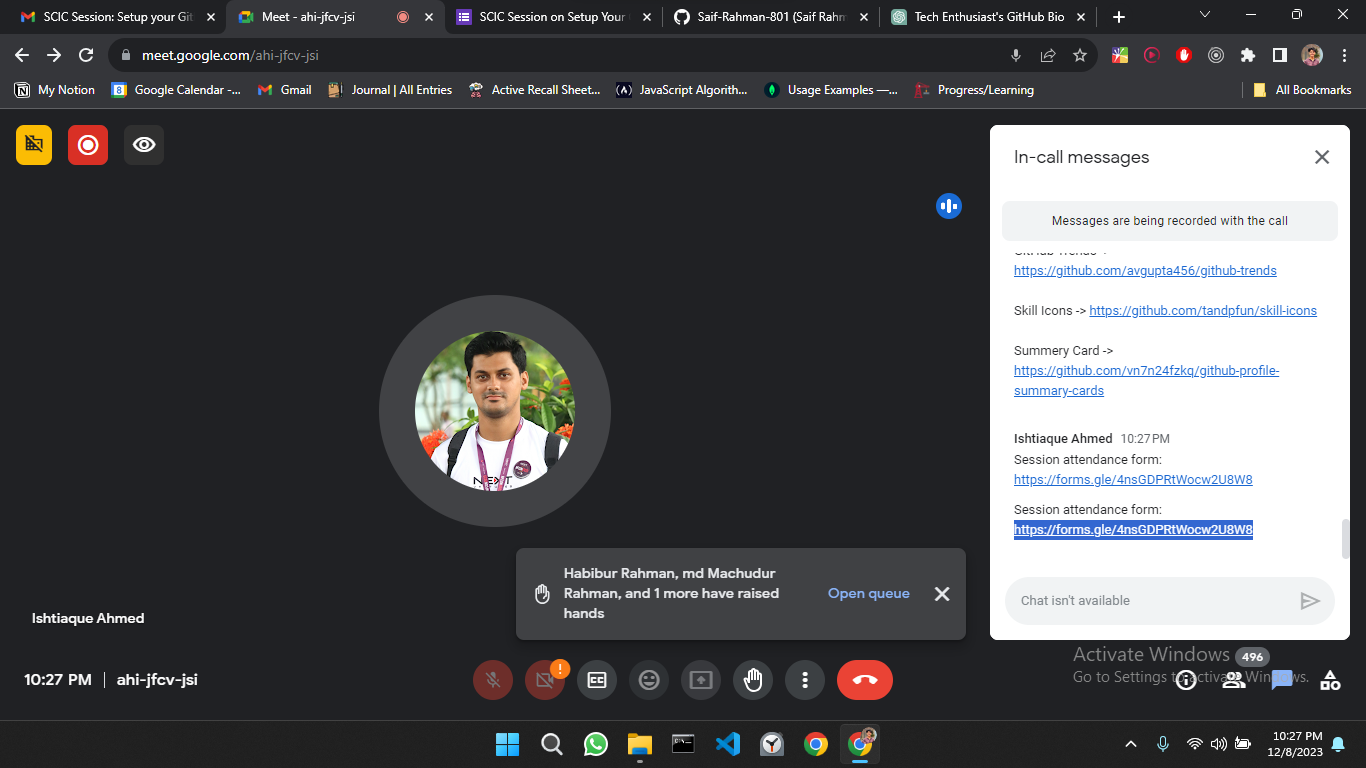 SCIC Session: Setup your Git
Meet - ahi-jfcv-jsi
SCIC Session on Setup Your
Saif-Rahman-801 (Saif Rahm
Tech Enthusiast's GitHub Bio
meet.google.com/ahi-jfcv-jsi
My Notion
Google Calendar -...
Gmail
Journal | All Entries
Active Recall Sheet...
JavaScript Algorith...
Usage Examples —...
Progress/Learning
All Bookmarks
In-call messages
Messages are being recorded with the call
GitHub Trends ->
https://github.com/avgupta456/github-trends
Skill Icons -> https://github.com/tandpfun/skill-icons
Summery Card ->
https://github.com/vn7n24fzkq/github-profile-
summary-cards
Ishtiaque Ahmed 10:27 PM
Session attendance form:
https://forms.gle/4nsGDPRtWocw2U8W8
Session attendance form:
https://forms.gle/4nsGDPRtWocw2U8W8
Chat isn't available
NEXT
Habibur Rahman, md Machudur
Rahman, and 1 more have raised
hands
Open queue
Ishtiaque Ahmed
10:27 PM | ahi-jfcv-jsi
Activate Windows
Go to Settings to activate Windows.
496
10:27 PM
12/8/2023